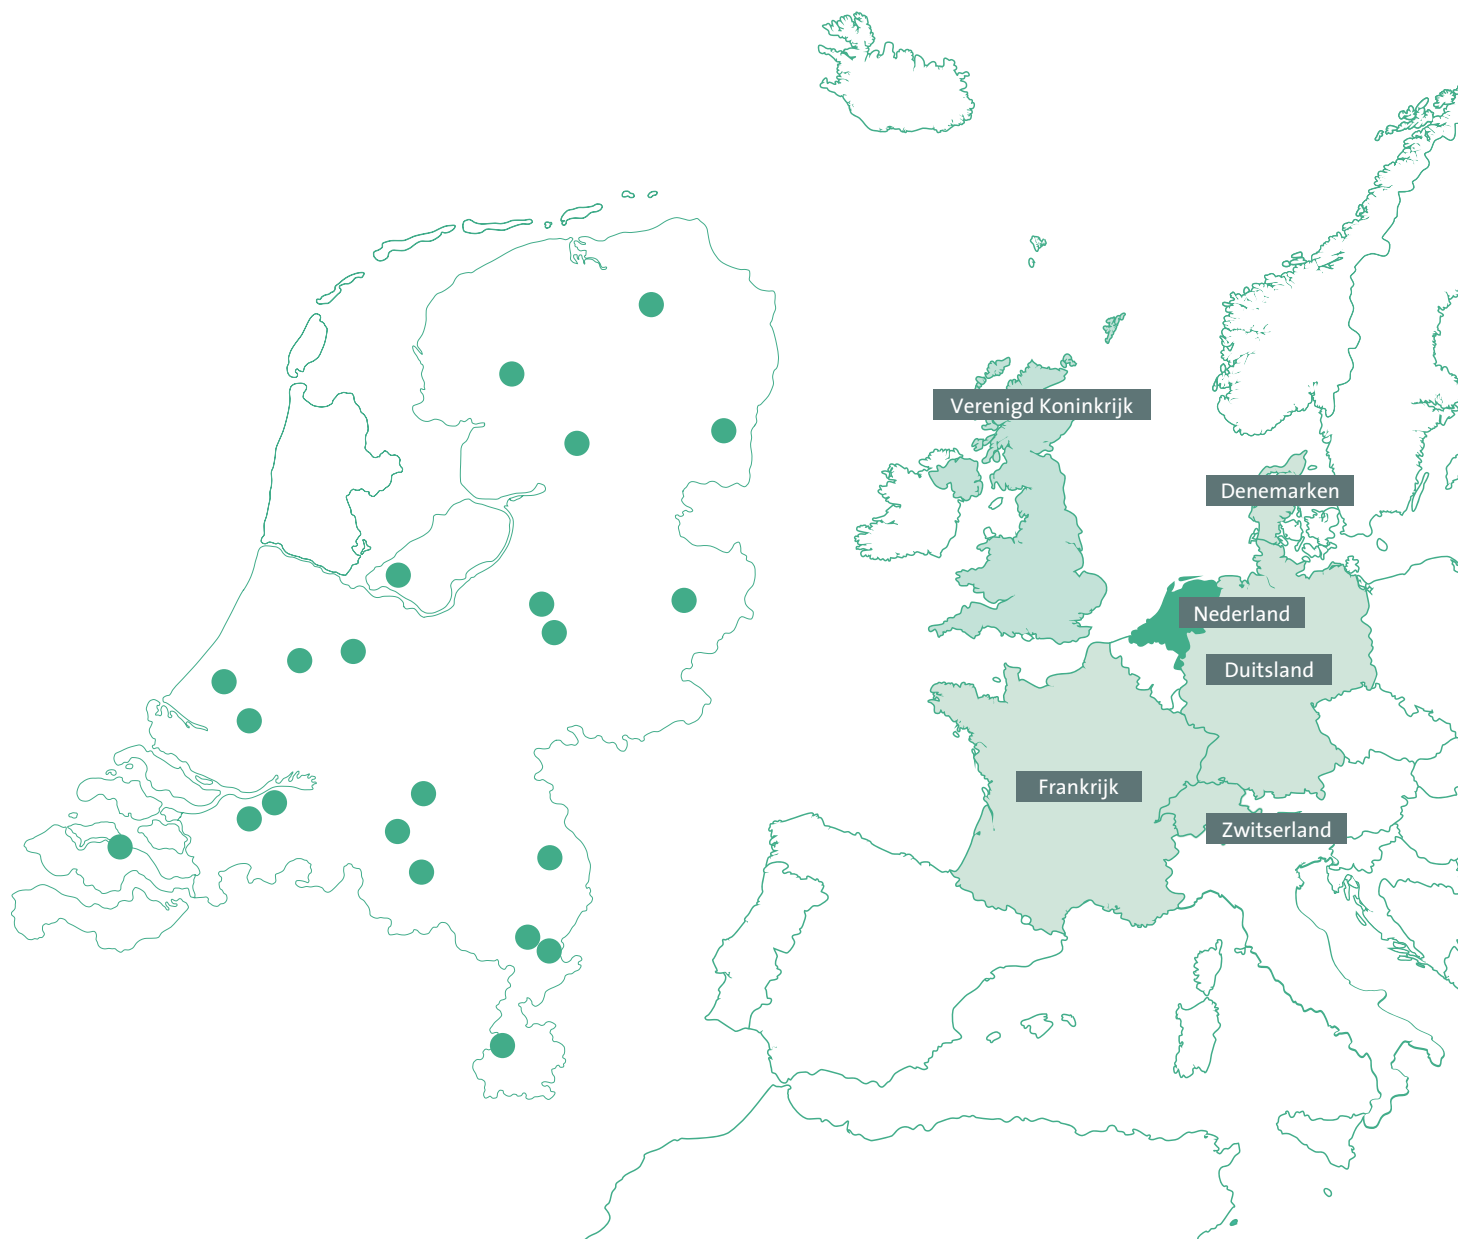 Verenigd Koninkrijk
Denemarken
Nederland
Duitsland
Frankrijk
Zwitserland